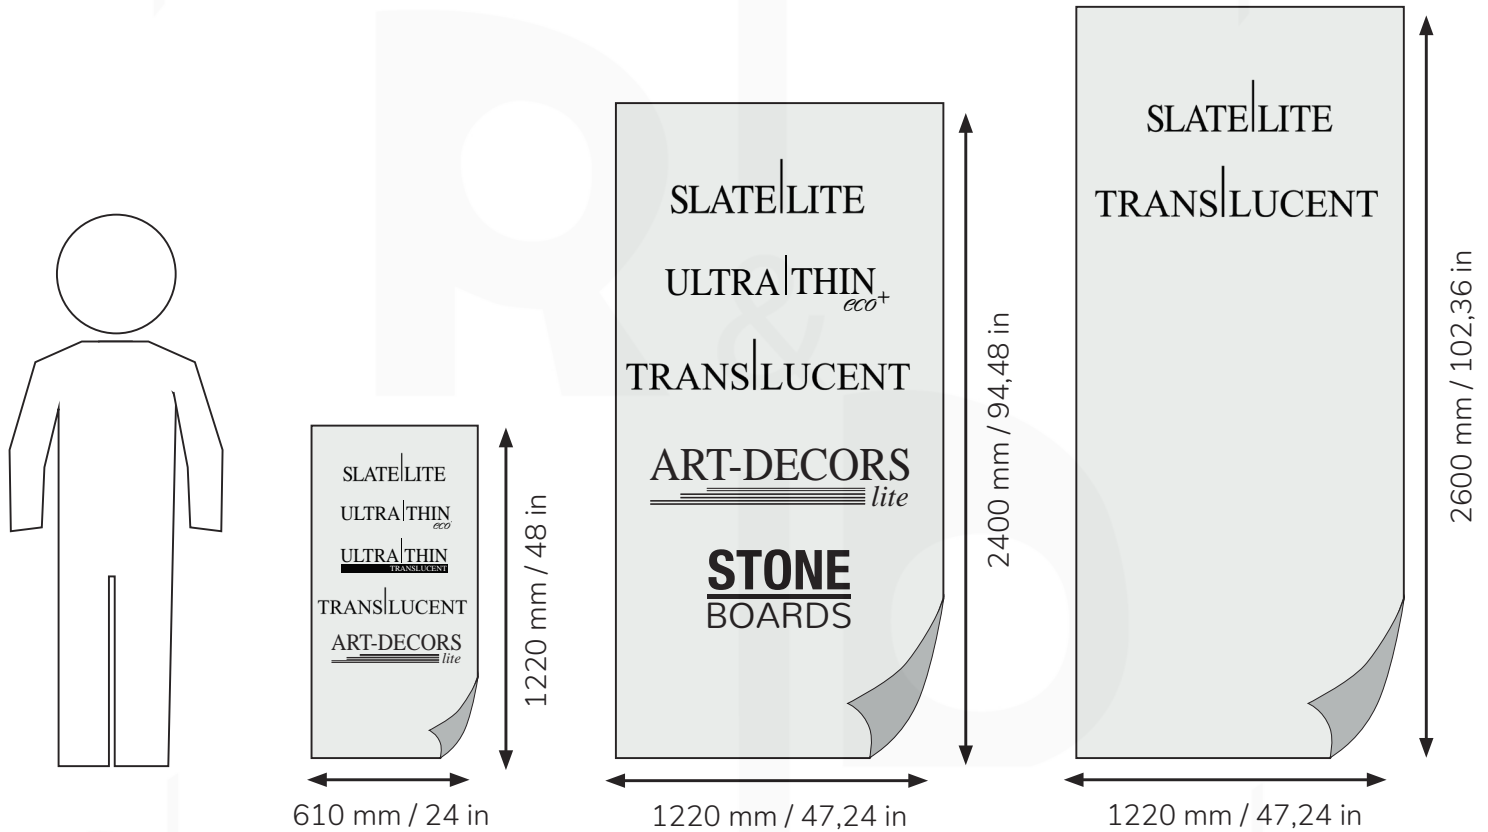 SLATE|LITE
ULTRA|THIN
eco
ULTRA|THIN
TRANSLUCENT
TRANS|LUCENT
ART-DECORS
lite
1220 mm / 48 in
610 mm / 24 in
SLATE|LITE
ULTRA|THIN
eco+
TRANS|LUCENT
ART-DECORS
lite
STONE
BOARDS
2400 mm / 94,48 in
1220 mm / 47,24 in
SLATE|LITE
TRANS|LUCENT
2600 mm / 102,36 in
1220 mm / 47,24 in
R&D